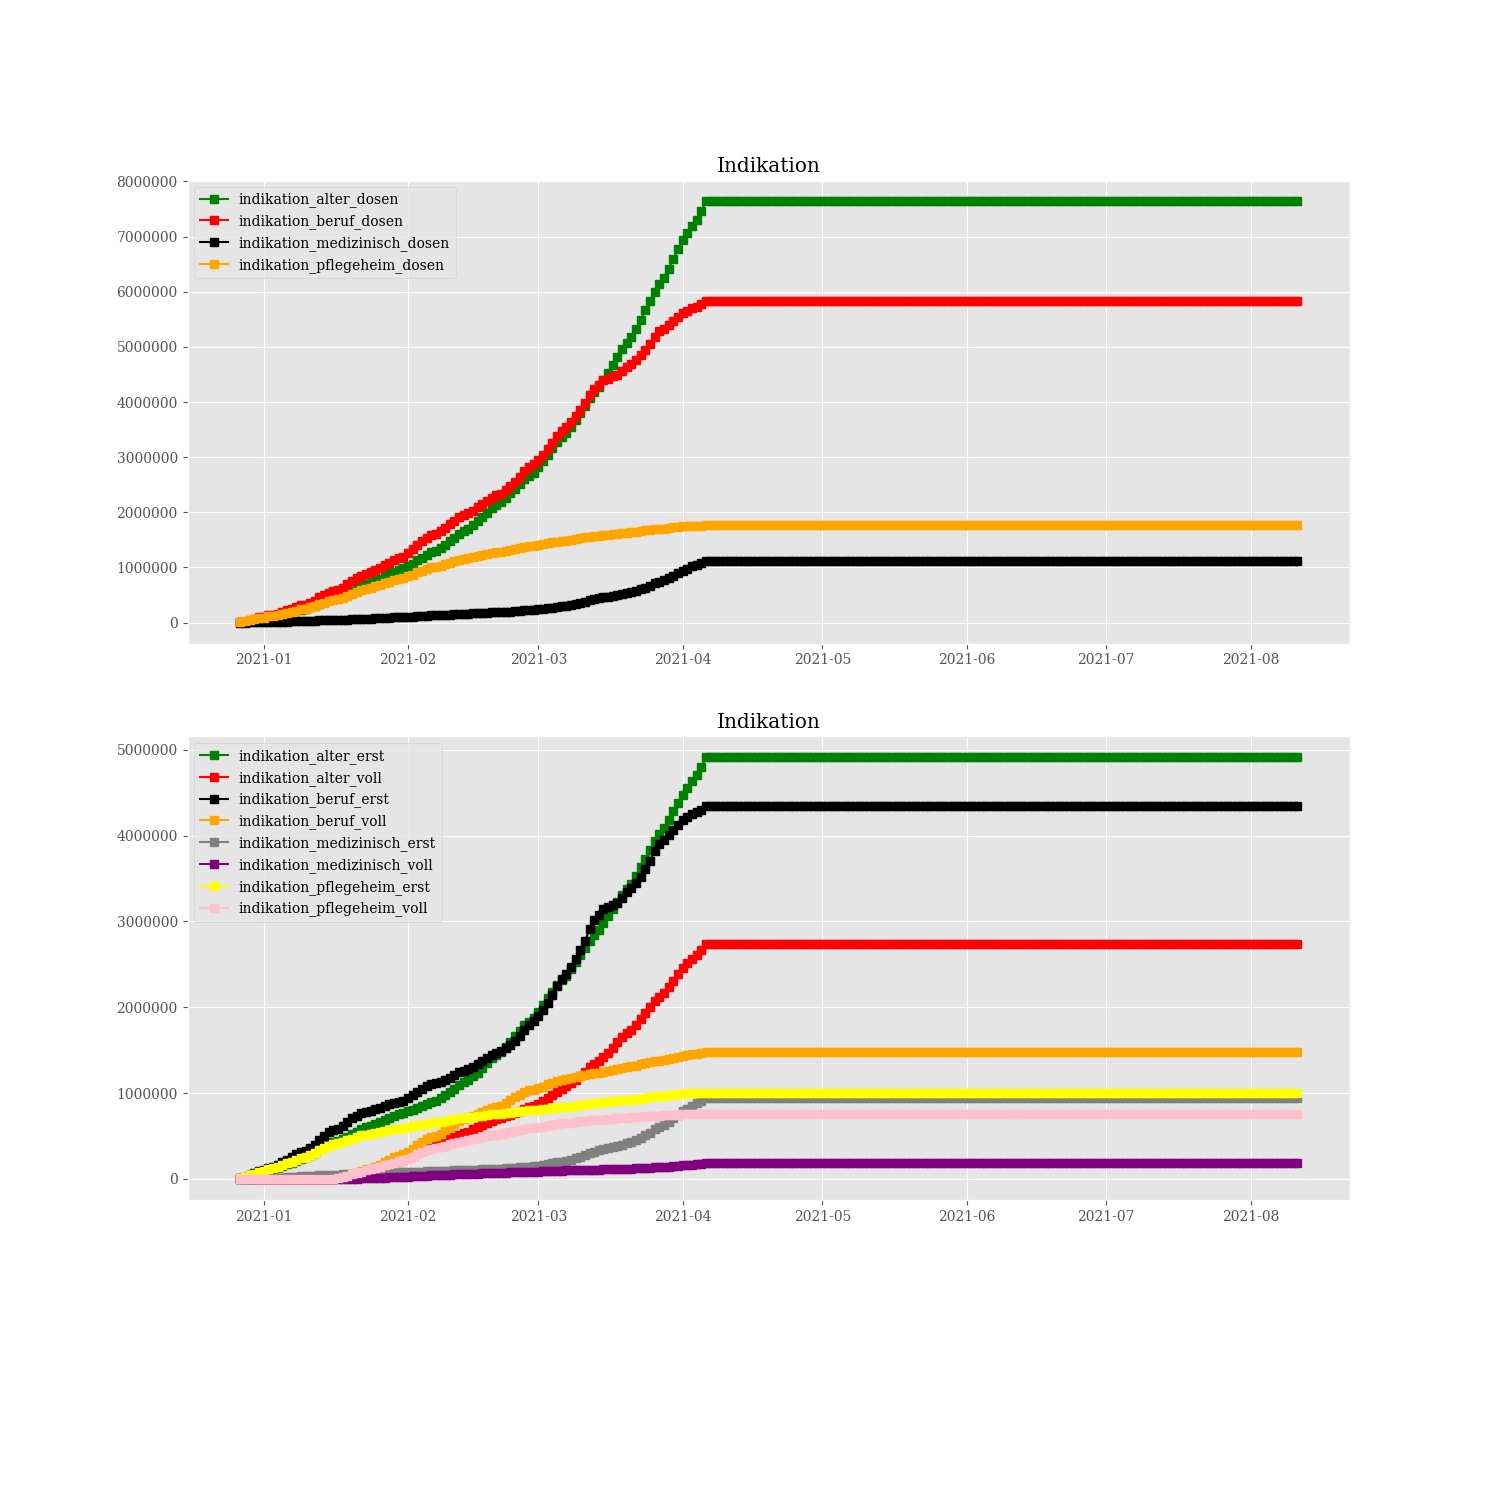 Indikation
8000000
7000000
6000000
5000000
4000000
3000000
2000000
1000000
0
indikation_alter_dosen
indikation_beruf_dosen
indikation_medizinisch_dosen
indikation_pflegeheim_dosen
2021-01 2021-02 2021-03 2021-04 2021-05 2021-06 2021-07 2021-08
Indikation
5000000
4000000
3000000
2000000
1000000
0
indikation_alter_erst
indikation_alter_voll
indikation_beruf_erst
indikation_beruf_voll
indikation_medizinisch_erst
indikation_medizinisch_voll
indikation_pflegeheim_erst
indikation_pflegeheim_voll
2021-01 2021-02 2021-03 2021-04 2021-05 2021-06 2021-07 2021-08